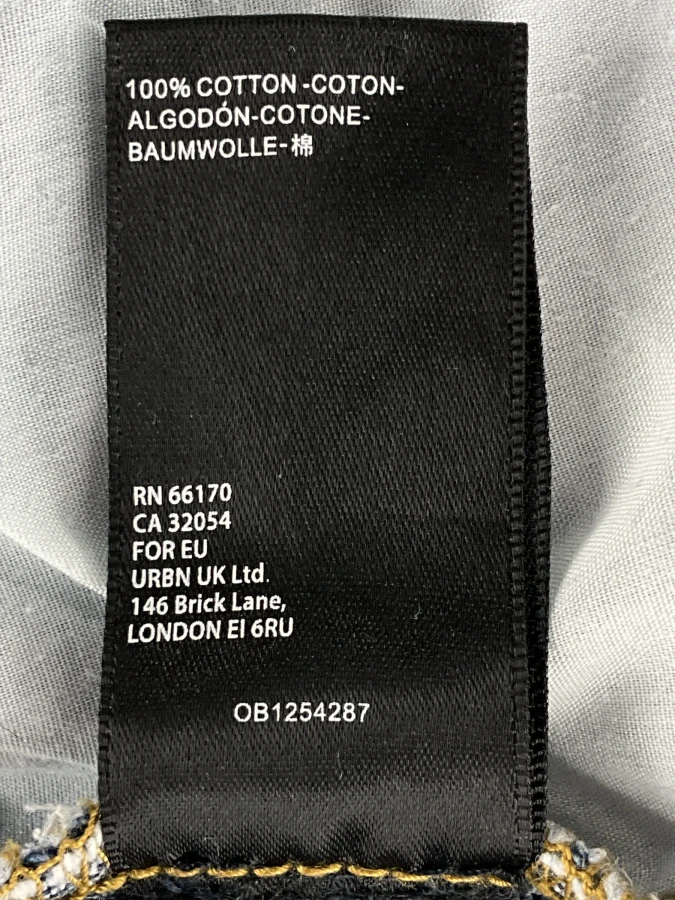 100% COTTON -COTON-
ALGODÓN-COTONE-
BAUMWOLLE-棉
RN 66170
CA 32054
FOR EU
URBN UK Ltd.
146 Brick Lane,
LONDON EI 6RU
OB1254287